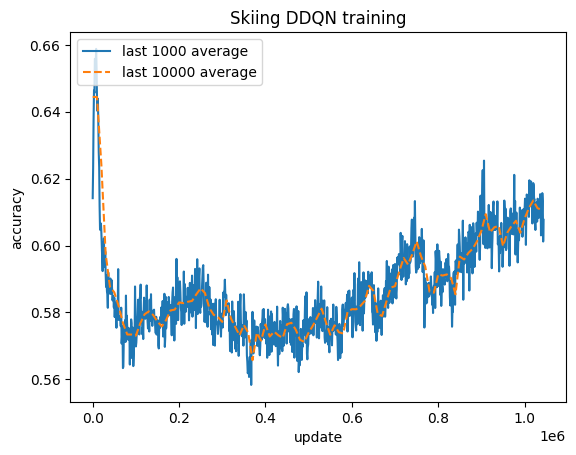 Skiing DDQN training
last 1000 average
last 10000 average
accuracy
0.66
0.64
0.62
0.60
0.58
0.56
0.0 0.2 0.4 0.6 0.8 1.0
1e6
update